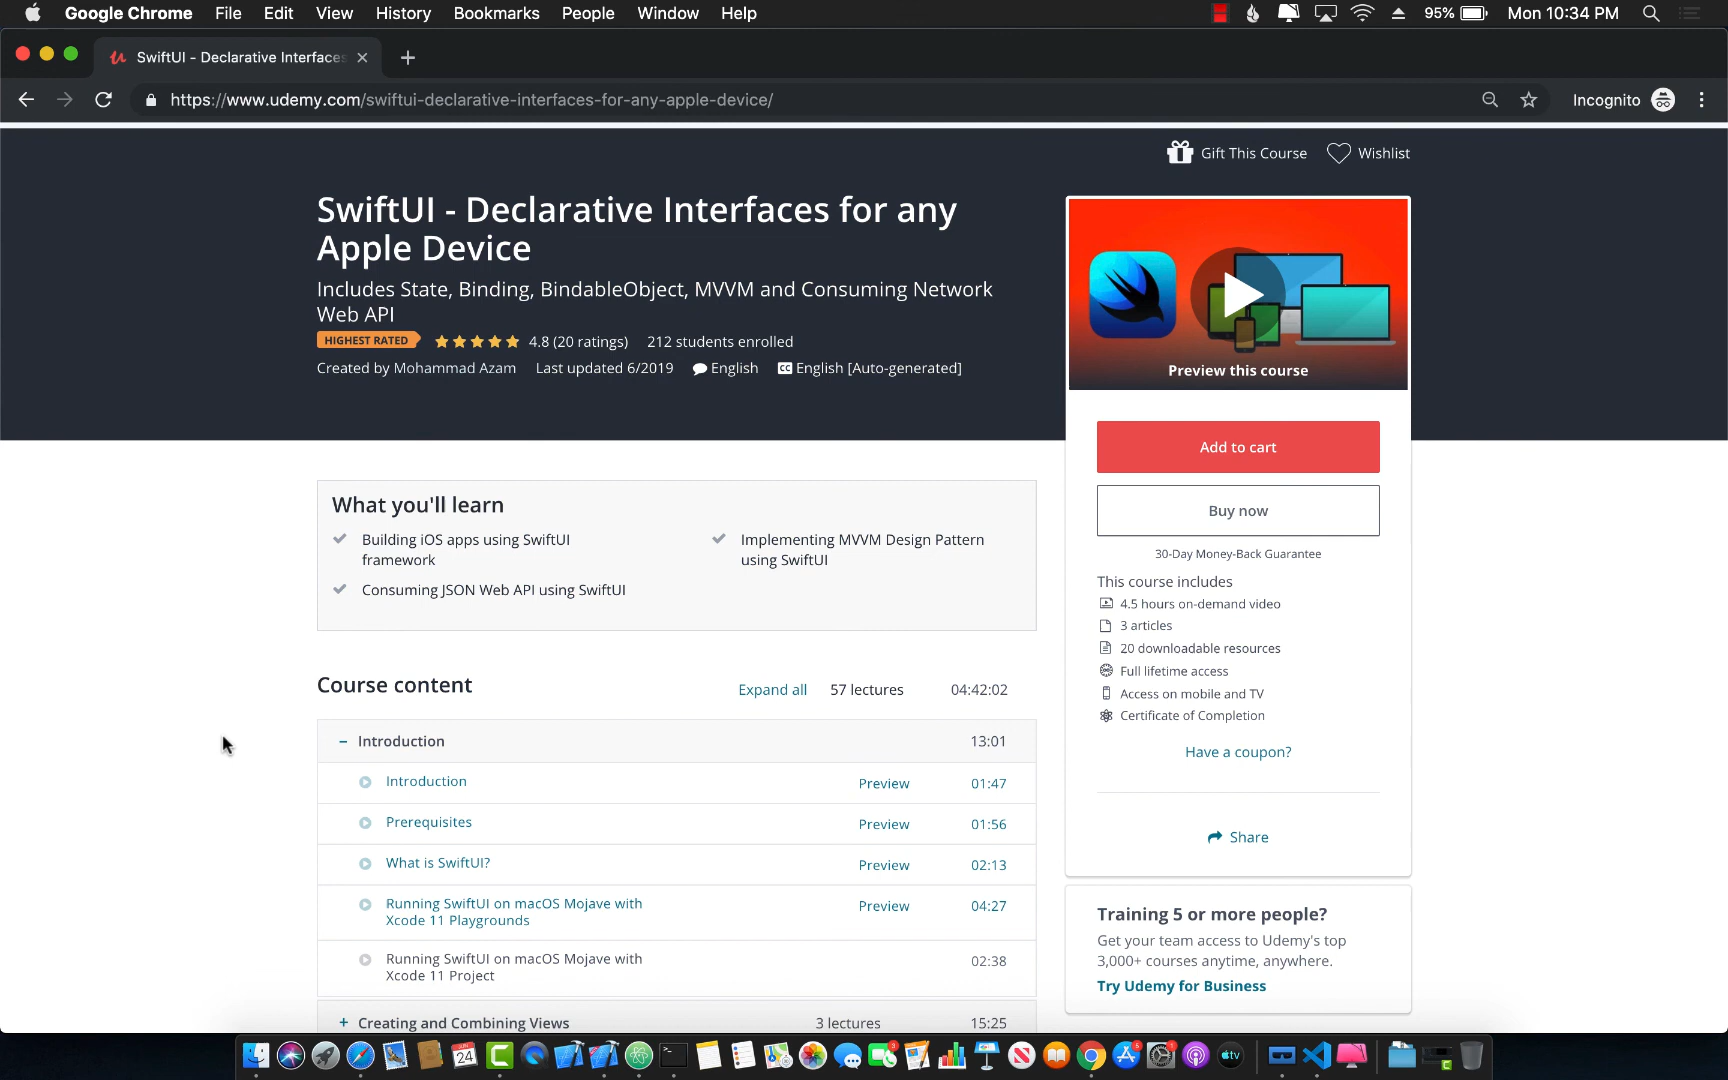 Google Chrome File Edit View History Bookmarks People Window Help 95% Mon 10:34 PM
SwiftUI - Declarative Interfaces
https://www.udemy.com/swiftui-declarative-interfaces-for-any-apple-device/ Incognito
Gift This Course Wishlist
SwiftUI - Declarative Interfaces for any
Apple Device
Includes State, Binding, BindableObject, MVVM and Consuming Network
Web API
HIGHEST RATED 4.8 (20 ratings) 212 students enrolled
Created by Mohammad Azam Last updated 6/2019 English CC English [Auto-generated]
Preview this course
Add to cart
Buy now
30-Day Money-Back Guarantee
This course includes
4.5 hours on-demand video
3 articles
20 downloadable resources
Full lifetime access
Access on mobile and TV
Certificate of Completion
Have a coupon?
Share
Training 5 or more people?
Get your team access to Udemy's top
3,000+ courses anytime, anywhere.
Try Udemy for Business
What you'll learn
Building iOS apps using SwiftUI
framework
Implementing MVVM Design Pattern
using SwiftUI
Consuming JSON Web API using SwiftUI
Course content Expand all 57 lectures 04:42:02
− Introduction 13:01
Introduction Preview 01:47
Prerequisites Preview 01:56
What is SwiftUI? Preview 02:13
Running SwiftUI on macOS Mojave with
Xcode 11 Playgrounds Preview 04:27
Running SwiftUI on macOS Mojave with
Xcode 11 Project 02:38
+ Creating and Combining Views 3 lectures 15:25
24
3
5
1
tv